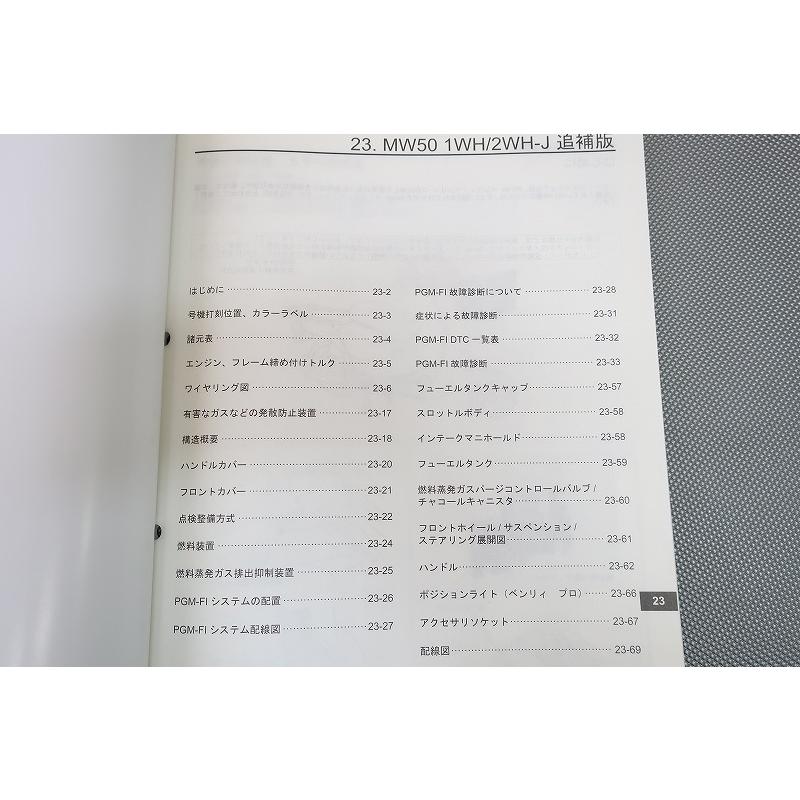 23. MW50 1WH/2WH-J 追補版
はじめに 23-2
号機打刻位置、カラーラベル 23-3
諸元表 23-4
エンジン、フレーム締め付けトルク 23-5
ワイヤリング図 23-6
有害なガスなどの発散防止装置 23-17
構造概要 23-18
ハンドルカバー 23-20
フロントカバー 23-21
点検整備方式 23-22
燃料装置 23-24
燃料蒸発ガス排出抑制装置 23-25
PGM-FI システムの配置 23-26
PGM-FI システム配線図 23-27
PGM-FI 故障診断について 23-28
症状による故障診断 23-31
PGM-FI DTC 一覧表 23-32
PGM-FI 故障診断 23-33
フューエルタンクキャップ 23-57
スロットルボディ 23-58
インテークマニホールド 23-58
フューエルタンク 23-59
燃料蒸発ガスパージコントロールバルブ /
チャコールキャニスタ 23-60
フロントホイール / サスペンション /
ステアリング展開図 23-61
ハンドル 23-62
ポジションライト（ベンリィ プロ） 23-66
アクセサリソケット 23-67
配線図 23-69
23